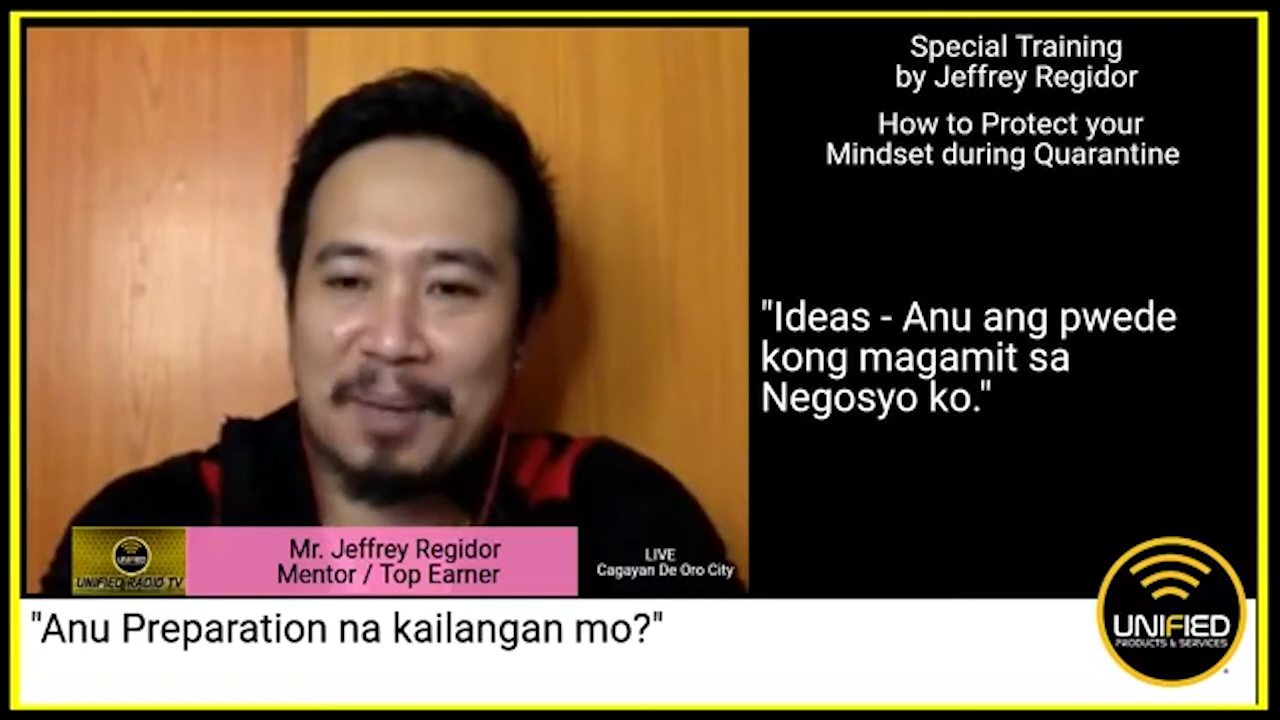 Special Training
by Jeffrey Regidor
How to Protect your
Mindset during Quarantine
"Ideas - Anu ang pwede
kong magamit sa
Negosyo ko."
UNIFIED
UNIFIED RADIO TV
Mr. Jeffrey Regidor
Mentor / Top Earner
LIVE
Cagayan De Oro City
"Anu Preparation na kailangan mo?"
UNIFIED
PRODUCTS & SERVICES